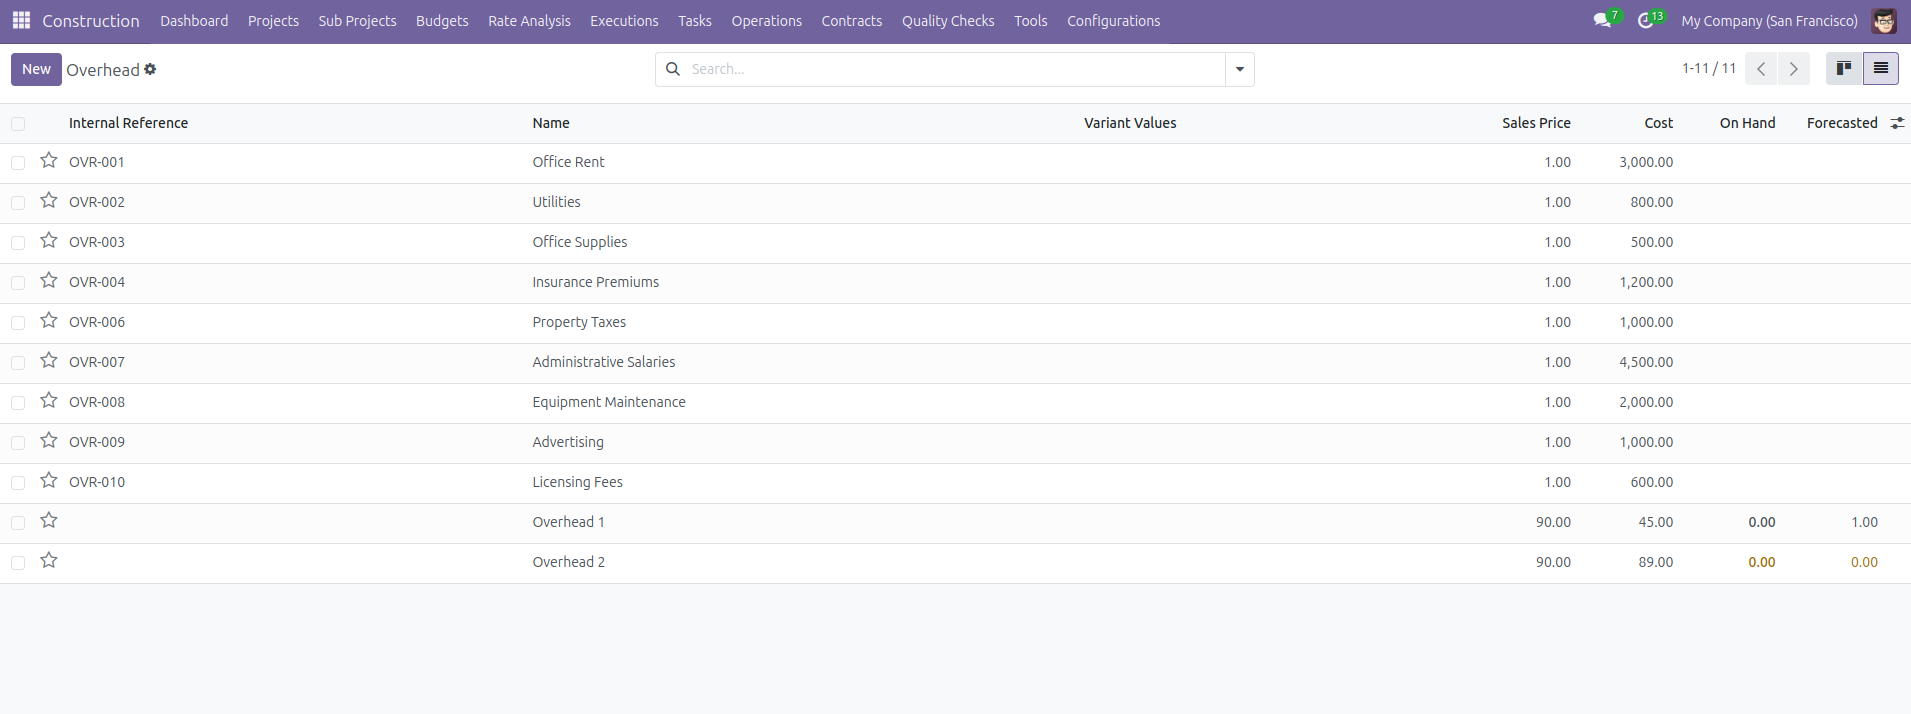 Construction Dashboard Projects Sub Projects Budgets Rate Analysis Executions Tasks Operations Contracts Quality Checks Tools Configurations 7 13 My Company (San Francisco)
New Overhead Search... 1-11 / 11
Internal Reference Name Variant Values Sales Price Cost On Hand Forecasted
OVR-001 Office Rent 1.00 3,000.00
OVR-002 Utilities 1.00 800.00
OVR-003 Office Supplies 1.00 500.00
OVR-004 Insurance Premiums 1.00 1,200.00
OVR-006 Property Taxes 1.00 1,000.00
OVR-007 Administrative Salaries 1.00 4,500.00
OVR-008 Equipment Maintenance 1.00 2,000.00
OVR-009 Advertising 1.00 1,000.00
OVR-010 Licensing Fees 1.00 600.00
Overhead 1 90.00 45.00 0.00 1.00
Overhead 2 90.00 89.00 0.00 0.00